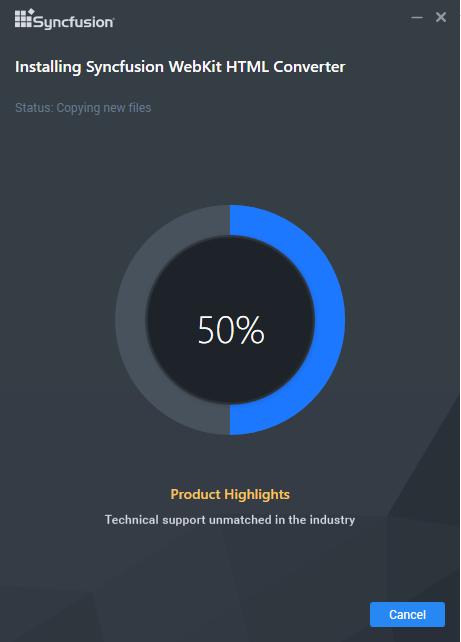 Syncfusion
Installing Syncfusion WebKit HTML Converter
Status: Copying new files
50%
Product Highlights
Technical support unmatched in the industry
Cancel